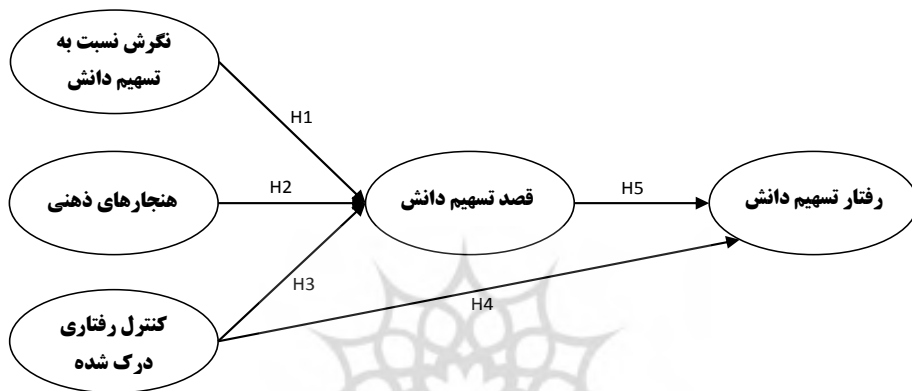 نگرش نسبت به
تسهیم دانش
H1
هنجارهای ذهنی
H2
قصد تسهیم دانش
H5
رفتار تسهیم دانش
H3
H4
کنترل رفتاری
درک شده